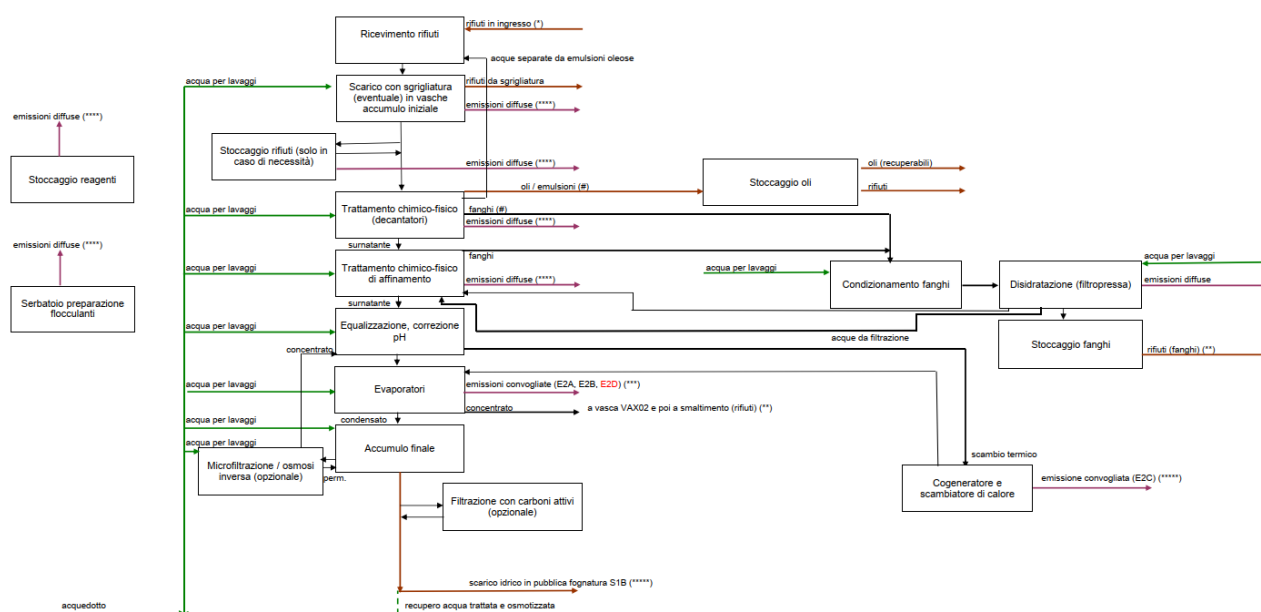 rifiuti in ingresso (*)
Ricevimento rifiuti
acque separate da emulsioni oleose
acqua per lavaggi
Scarico con sgrigliatura
(eventuale) in vasche
accumulo iniziale
rifiuti da sgrigliatura
emissioni diffuse (****)
emissioni diffuse (****)
Stoccaggio reagenti
Stoccaggio rifiuti (solo in
caso di necessità)
emissioni diffuse (****)
oli / emulsioni (#)
Stoccaggio oli
oli (recuperabili)
rifiuti
acqua per lavaggi
Trattamento chimico-fisico
(decantatori)
fanghi (#)
emissioni diffuse (****)
surnatante
emissioni diffuse (****)
Serbatoio preparazione
flocculanti
fanghi
acqua per lavaggi
Trattamento chimico-fisico
di affinamento
emissioni diffuse (****)
surnatante
acqua per lavaggi
Condizionamento fanghi
Disidratazione (filtropressa)
acqua per lavaggi
emissioni diffuse
acqua per lavaggi
Equalizzazione, correzione
pH
acque da filtrazione
Stoccaggio fanghi
rifiuti (fanghi) (**)
concentrato
acqua per lavaggi
Evaporatori
emissioni convogliate (E2A, E2B, E2D) (***)
concentrato
a vasca VAX02 e poi a smaltimento (rifiuti) (**)
condensato
acqua per lavaggi
acqua per lavaggi
Accumulo finale
Microfiltrazione / osmosi
inversa (opzionale)
perm.
scambio termico
Cogeneratore e
scambiatore di calore
emissione convogliata (E2C) (*****)
Filtrazione con carboni attivi
(opzionale)
scarico idrico in pubblica fognatura S1B (*****)
acquedotto
recupero acqua trattata e osmotizzata